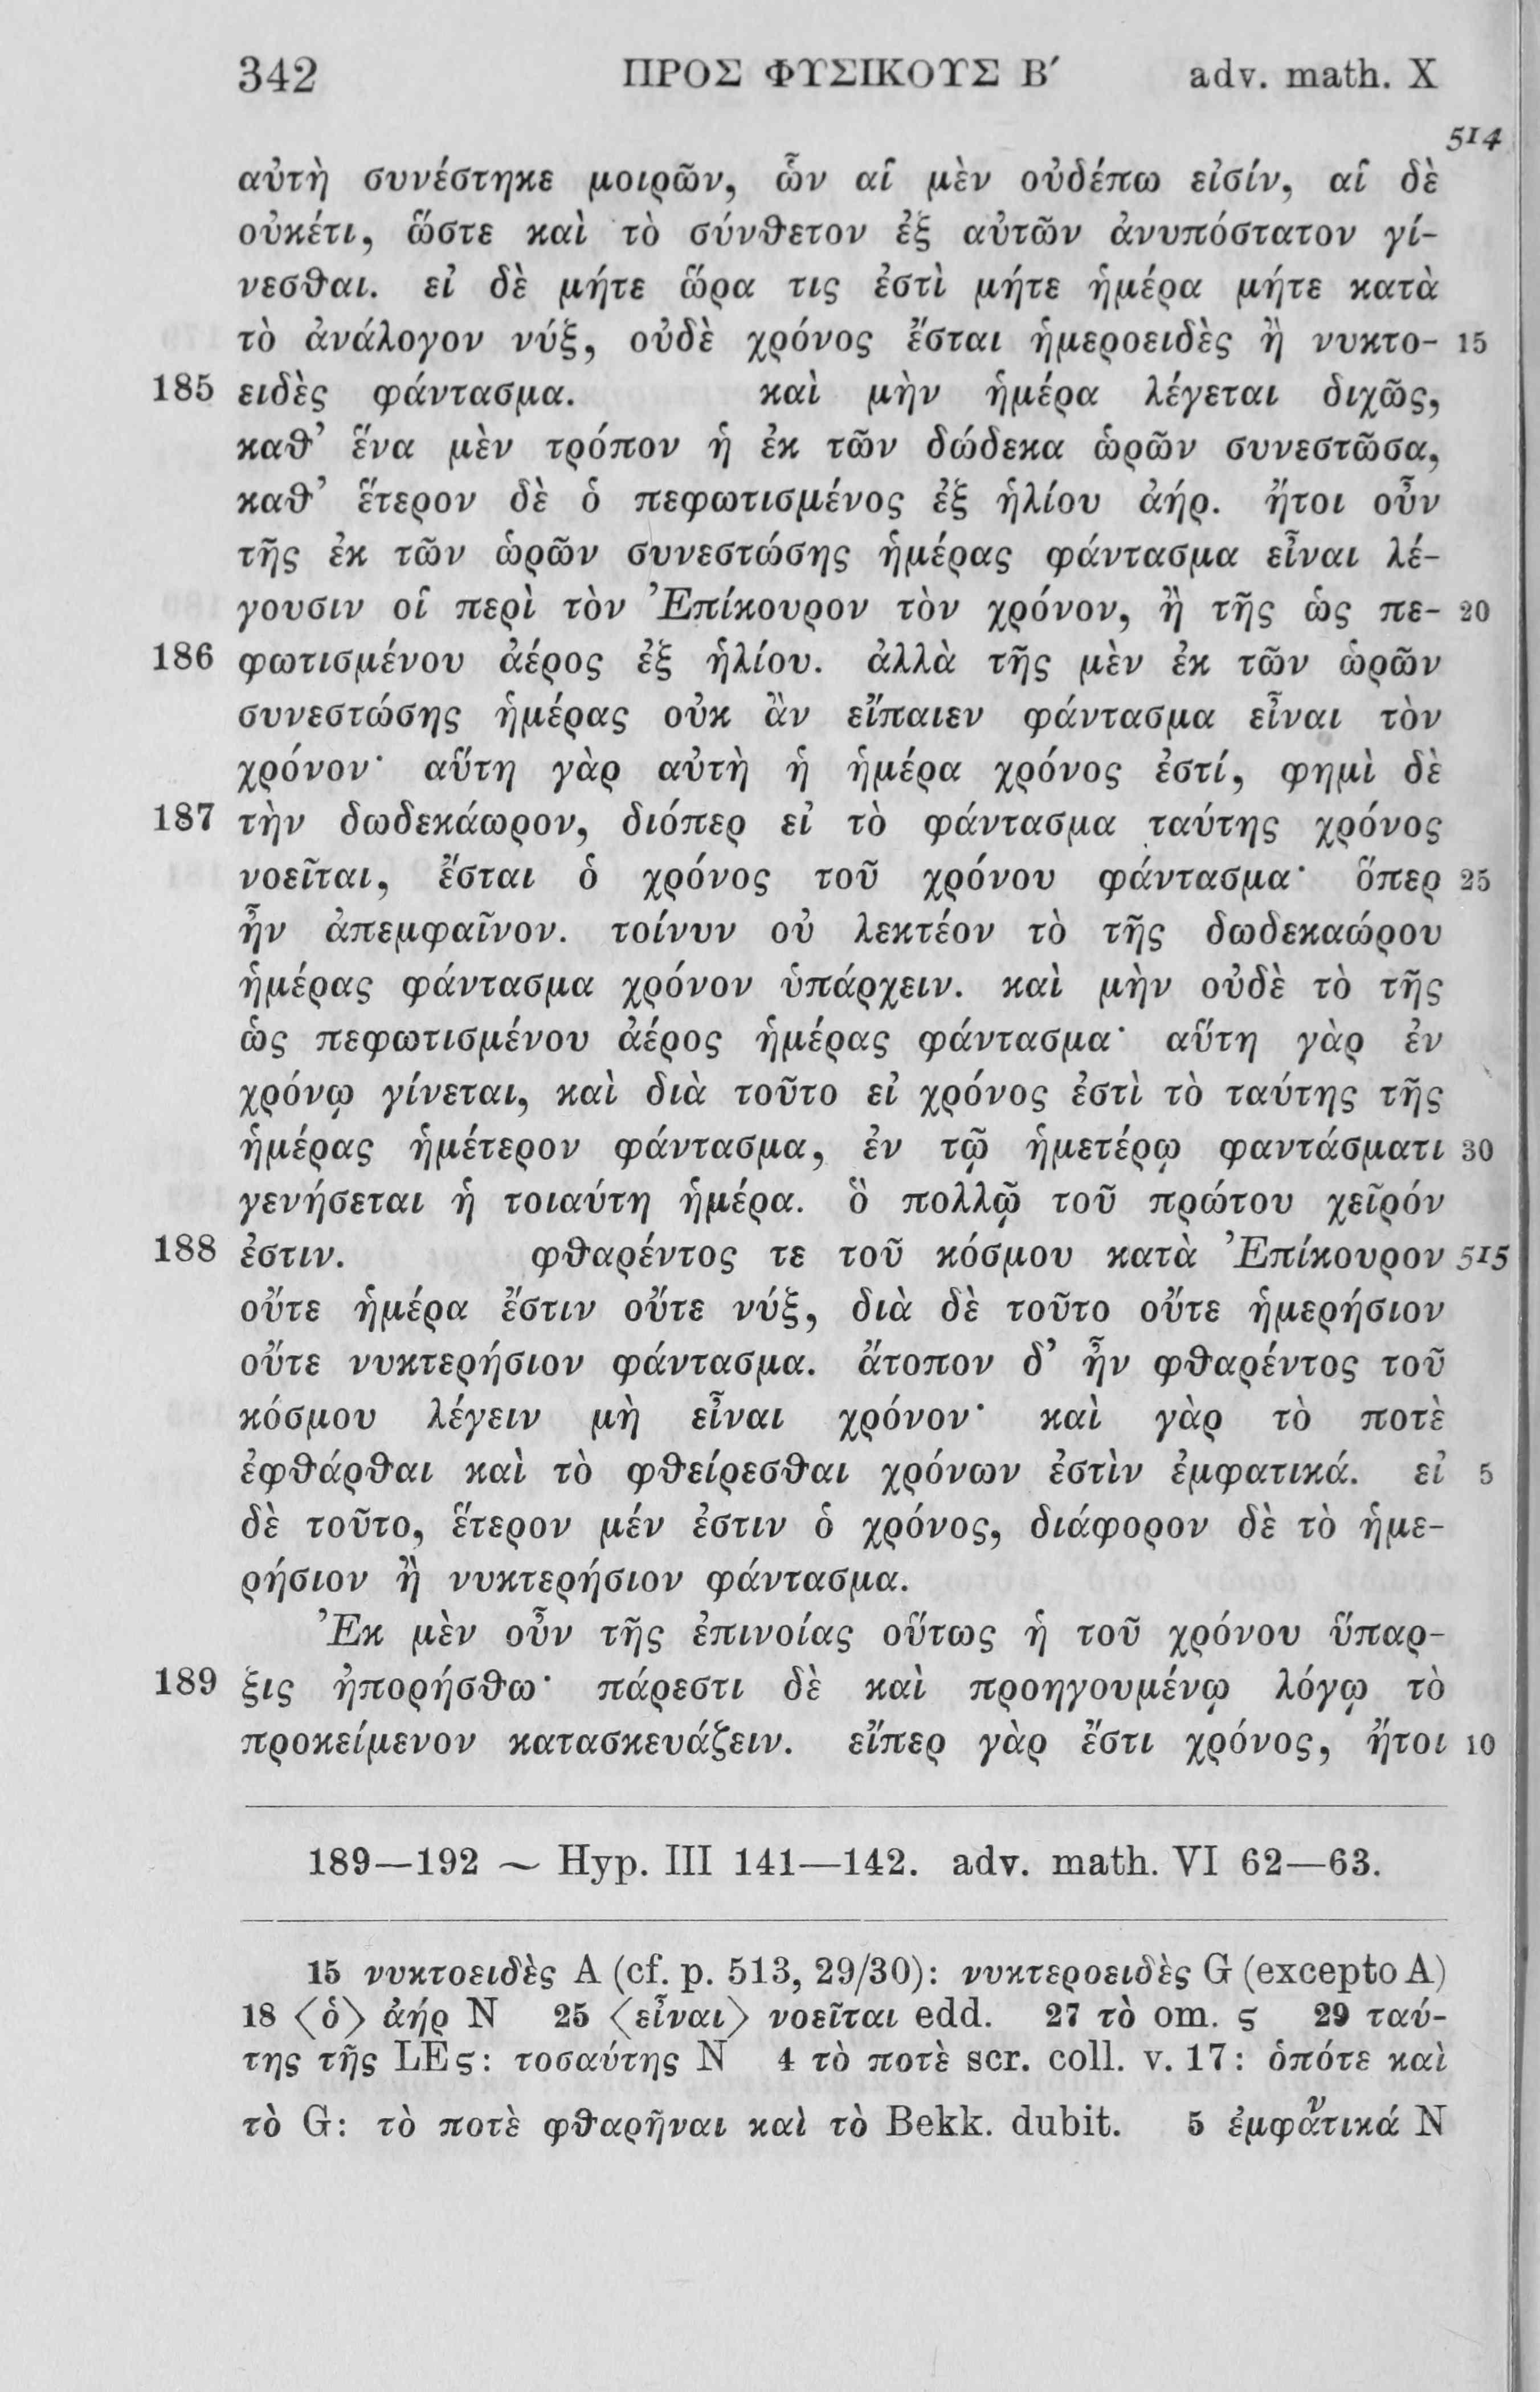 342 ΠΡΟΣ ΦΥΣΙΚΟΥΣ Β′ adv. math. X
514
αὐτὴ συνέστηκε μοιρῶν, ὧν αἱ μὲν οὐδέπω εἰσίν, αἱ δὲ
οὐκέτι, ὥστε καὶ τὸ σύνθετον ἐξ αὐτῶν ἀνυπόστατον γί-
νεσθαι. εἰ δὲ μήτε ὥρα τις ἐστὶ μήτε ἡμέρα μήτε κατὰ
τὸ ἀνάλογον νύξ, οὐδὲ χρόνος ἔσται ἡμεροειδὲς ἢ νυκτο- 15
185 ειδὲς φάντασμα. καὶ μὴν ἡμέρα λέγεται διχῶς,
καθ’ ἕνα μὲν τρόπον ἡ ἐκ τῶν δώδεκα ὡρῶν συνεστῶσα,
καθ’ ἕτερον δὲ ὁ πεφωτισμένος ἐξ ἡλίου ἀήρ. ἤτοι οὖν
τῆς ἐκ τῶν ὡρῶν συνεστώσης ἡμέρας φάντασμα εἶναι λέ-
γουσιν οἱ περὶ τὸν Ἐπίκουρον τὸν χρόνον, ἢ τῆς ὡς πε- 20
186 φωτισμένου ἀέρος ἐξ ἡλίου. ἀλλὰ τῆς μὲν ἐκ τῶν ὡρῶν
συνεστώσης ἡμέρας οὐκ ἂν εἴπαιεν φάντασμα εἶναι τὸν
χρόνον· αὕτη γὰρ αὐτὴ ἡ ἡμέρα χρόνος ἐστί, φημὶ δὲ
187 τὴν δωδεκάωρον, διόπερ εἰ τὸ φάντασμα ταύτης χρόνος
νοεῖται, ἔσται ὁ χρόνος τοῦ χρόνου φάντασμα· ὅπερ 25
ἦν ἀπεμφαῖνον. τοίνυν οὐ λεκτέον τὸ τῆς δωδεκαώρου
ἡμέρας φάντασμα χρόνον ὑπάρχειν. καὶ μὴν οὐδὲ τὸ τῆς
ὡς πεφωτισμένου ἀέρος ἡμέρας φάντασμα· αὕτη γὰρ ἐν
χρόνῳ γίνεται, καὶ διὰ τοῦτο εἰ χρόνος ἐστὶ τὸ ταύτης τῆς
ἡμέρας ἡμέτερον φάντασμα, ἐν τῷ ἡμετέρῳ φαντάσματι 30
γενήσεται ἡ τοιαύτη ἡμέρα. ὃ πολλῷ τοῦ πρώτου χεῖρόν
188 ἐστιν. φθαρέντος τε τοῦ κόσμου κατὰ Ἐπίκουρον 515
οὔτε ἡμέρα ἔστιν οὔτε νύξ, διὰ δὲ τοῦτο οὔτε ἡμερήσιον
οὔτε νυκτερήσιον φάντασμα. ἄτοπον δ’ ἦν φθαρέντος τοῦ
κόσμου λέγειν μὴ εἶναι χρόνον· καὶ γὰρ τὸ ποτὲ
ἐφθάρθαι καὶ τὸ φθείρεσθαι χρόνων ἐστὶν ἐμφατικά. εἰ 5
δὲ τοῦτο, ἕτερον μέν ἐστιν ὁ χρόνος, διάφορον δὲ τὸ ἡμε-
ρήσιον ἢ νυκτερήσιον φάντασμα.
Ἐκ μὲν οὖν τῆς ἐπινοίας οὕτως ἡ τοῦ χρόνου ὕπαρ-
189 ξις ἠπορήσθω· πάρεστι δὲ καὶ προηγουμένῳ λόγῳ τὸ
προκείμενον κατασκευάζειν. εἴπερ γὰρ ἔστι χρόνος, ἤτοι 10
189—192 ~ Hyp. III 141—142. adv. math. VI 62—63.
15 νυκτοειδὲς A (cf. p. 513, 29/30): νυκτεροειδὲς G (excepto A)
18 ⟨ὁ⟩ ἀήρ N 25 ⟨εἶναι⟩ νοεῖται edd. 27 τὸ om. ς 29 ταύ-
της τῆς LEς: τοσαύτης N 4 τὸ ποτὲ scr. coll. v. 17: ὁπότε καὶ
τὸ G: τὸ ποτὲ φθαρῆναι καὶ τὸ Bekk. dubit. 5 ἐμφαντικά N